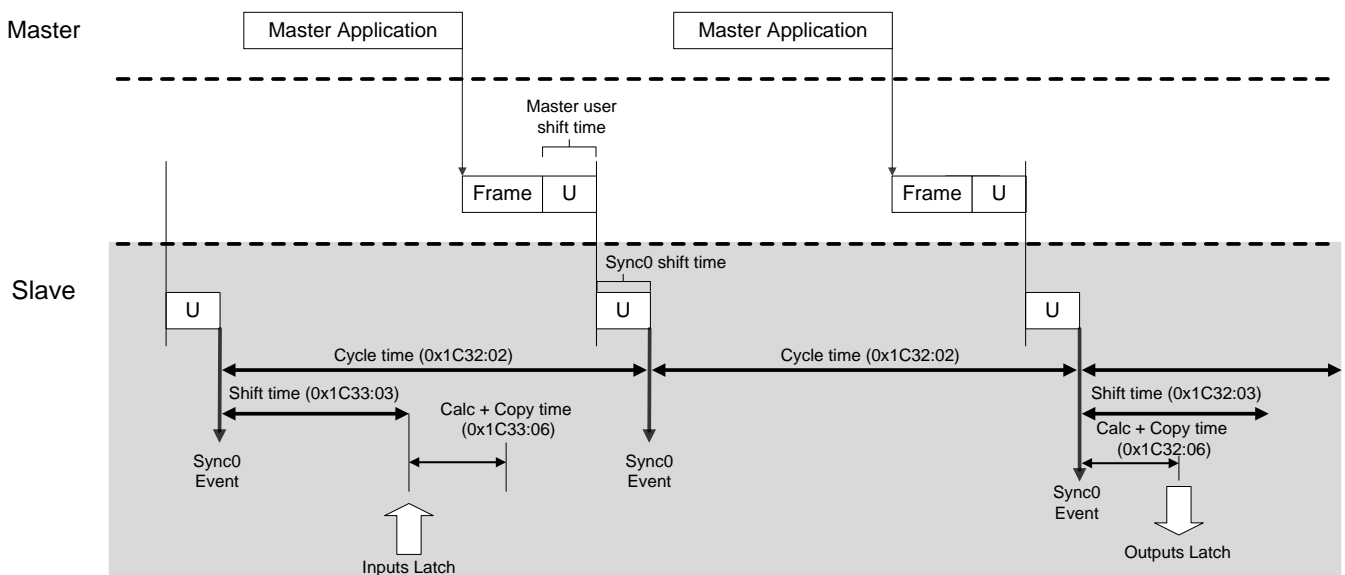 Master
Master Application
Master Application
Master user
shift time
Frame
U
Frame
U
Slave
Sync0 shift time
U
U
U
Cycle time (0x1C32:02)
Cycle time (0x1C32:02)
Shift time (0x1C33:03)
Shift time (0x1C32:03)
Calc + Copy time
(0x1C33:06)
Calc + Copy time
(0x1C32:06)
Sync0
Event
Sync0
Event
Sync0
Event
Inputs Latch
Outputs Latch